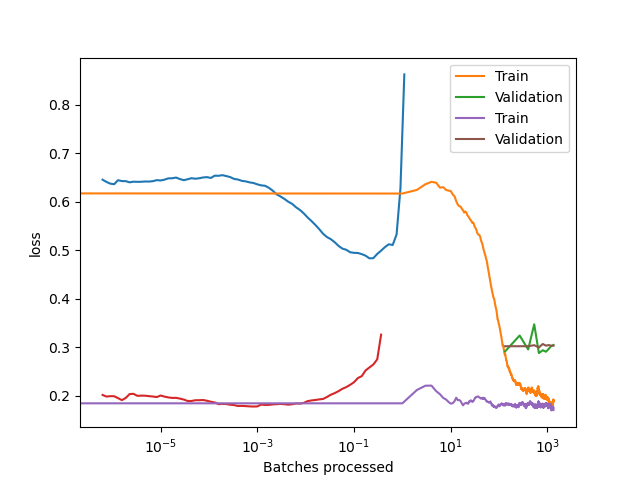 Train
Validation
Train
Validation
0.8
0.7
0.6
0.5
0.4
0.3
0.2
loss
10⁻⁵
10⁻³
10⁻¹
10¹
10³
Batches processed